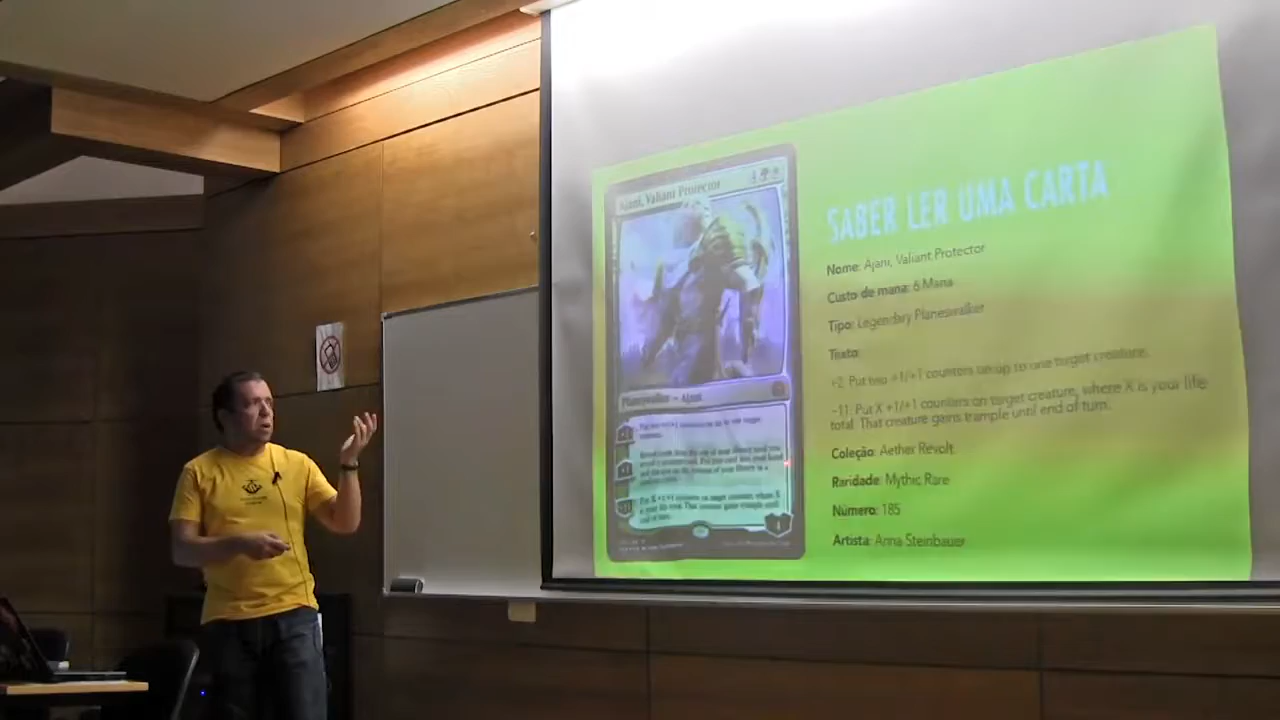 Ajani, Valiant Protector
Planeswalker – Ajani
SABER LER UMA CARTA
Nome: Ajani, Valiant Protector
Custo de mana: 6 Mana
Tipo: Legendary Planeswalker
Texto:
+2: Put two +1/+1 counters on up to one target creature.
−11: Put X +1/+1 counters on target creature, where X is your life
total. That creature gains trample until end of turn.
Coleção: Aether Revolt
Raridade: Mythic Rare
Número: 185
Artista: Anna Steinbauer